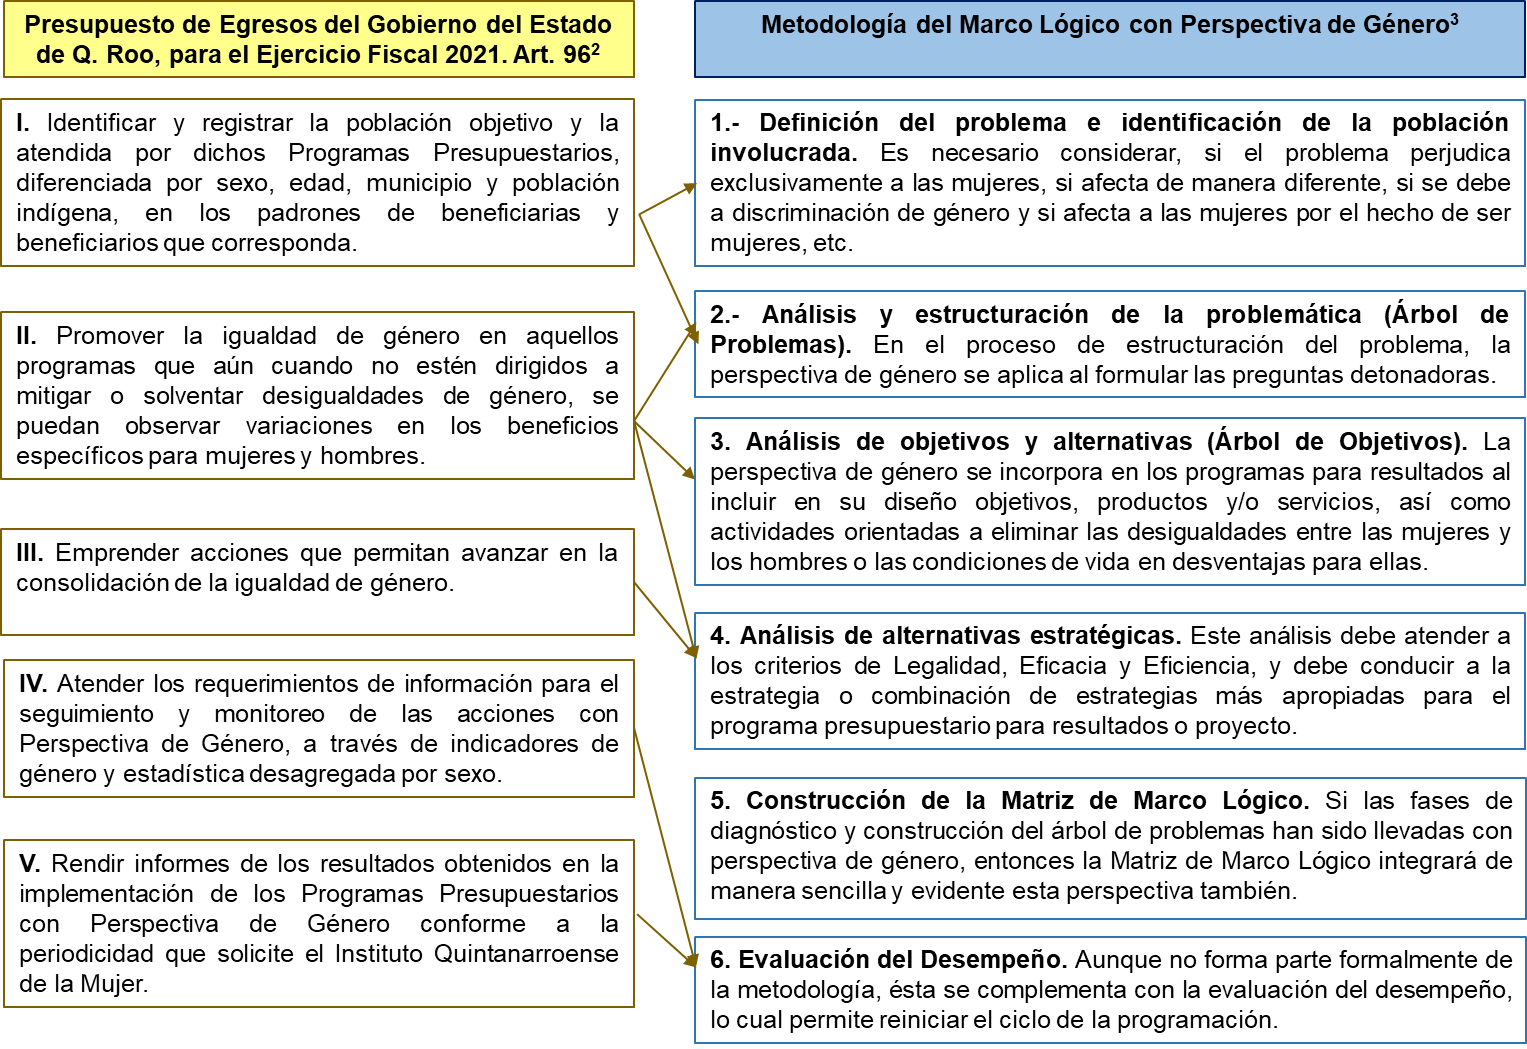 Presupuesto de Egresos del Gobierno del Estado
de Q. Roo, para el Ejercicio Fiscal 2021. Art. 96²
I. Identificar y registrar la población objetivo y la
atendida por dichos Programas Presupuestarios,
diferenciada por sexo, edad, municipio y población
indígena, en los padrones de beneficiarias y
beneficiarios que corresponda.
II. Promover la igualdad de género en aquellos
programas que aún cuando no estén dirigidos a
mitigar o solventar desigualdades de género, se
puedan observar variaciones en los beneficios
específicos para mujeres y hombres.
III. Emprender acciones que permitan avanzar en la
consolidación de la igualdad de género.
IV. Atender los requerimientos de información para el
seguimiento y monitoreo de las acciones con
Perspectiva de Género, a través de indicadores de
género y estadística desagregada por sexo.
V. Rendir informes de los resultados obtenidos en la
implementación de los Programas Presupuestarios
con Perspectiva de Género conforme a la
periodicidad que solicite el Instituto Quintanarroense
de la Mujer.
Metodología del Marco Lógico con Perspectiva de Género³
1.- Definición del problema e identificación de la población
involucrada. Es necesario considerar, si el problema perjudica
exclusivamente a las mujeres, si afecta de manera diferente, si se debe
a discriminación de género y si afecta a las mujeres por el hecho de ser
mujeres, etc.
2.- Análisis y estructuración de la problemática (Árbol de
Problemas). En el proceso de estructuración del problema, la
perspectiva de género se aplica al formular las preguntas detonadoras.
3. Análisis de objetivos y alternativas (Árbol de Objetivos). La
perspectiva de género se incorpora en los programas para resultados al
incluir en su diseño objetivos, productos y/o servicios, así como
actividades orientadas a eliminar las desigualdades entre las mujeres y
los hombres o las condiciones de vida en desventajas para ellas.
4. Análisis de alternativas estratégicas. Este análisis debe atender a
los criterios de Legalidad, Eficacia y Eficiencia, y debe conducir a la
estrategia o combinación de estrategias más apropiadas para el
programa presupuestario para resultados o proyecto.
5. Construcción de la Matriz de Marco Lógico. Si las fases de
diagnóstico y construcción del árbol de problemas han sido llevadas con
perspectiva de género, entonces la Matriz de Marco Lógico integrará de
manera sencilla y evidente esta perspectiva también.
6. Evaluación del Desempeño. Aunque no forma parte formalmente de
la metodología, ésta se complementa con la evaluación del desempeño,
lo cual permite reiniciar el ciclo de la programación.